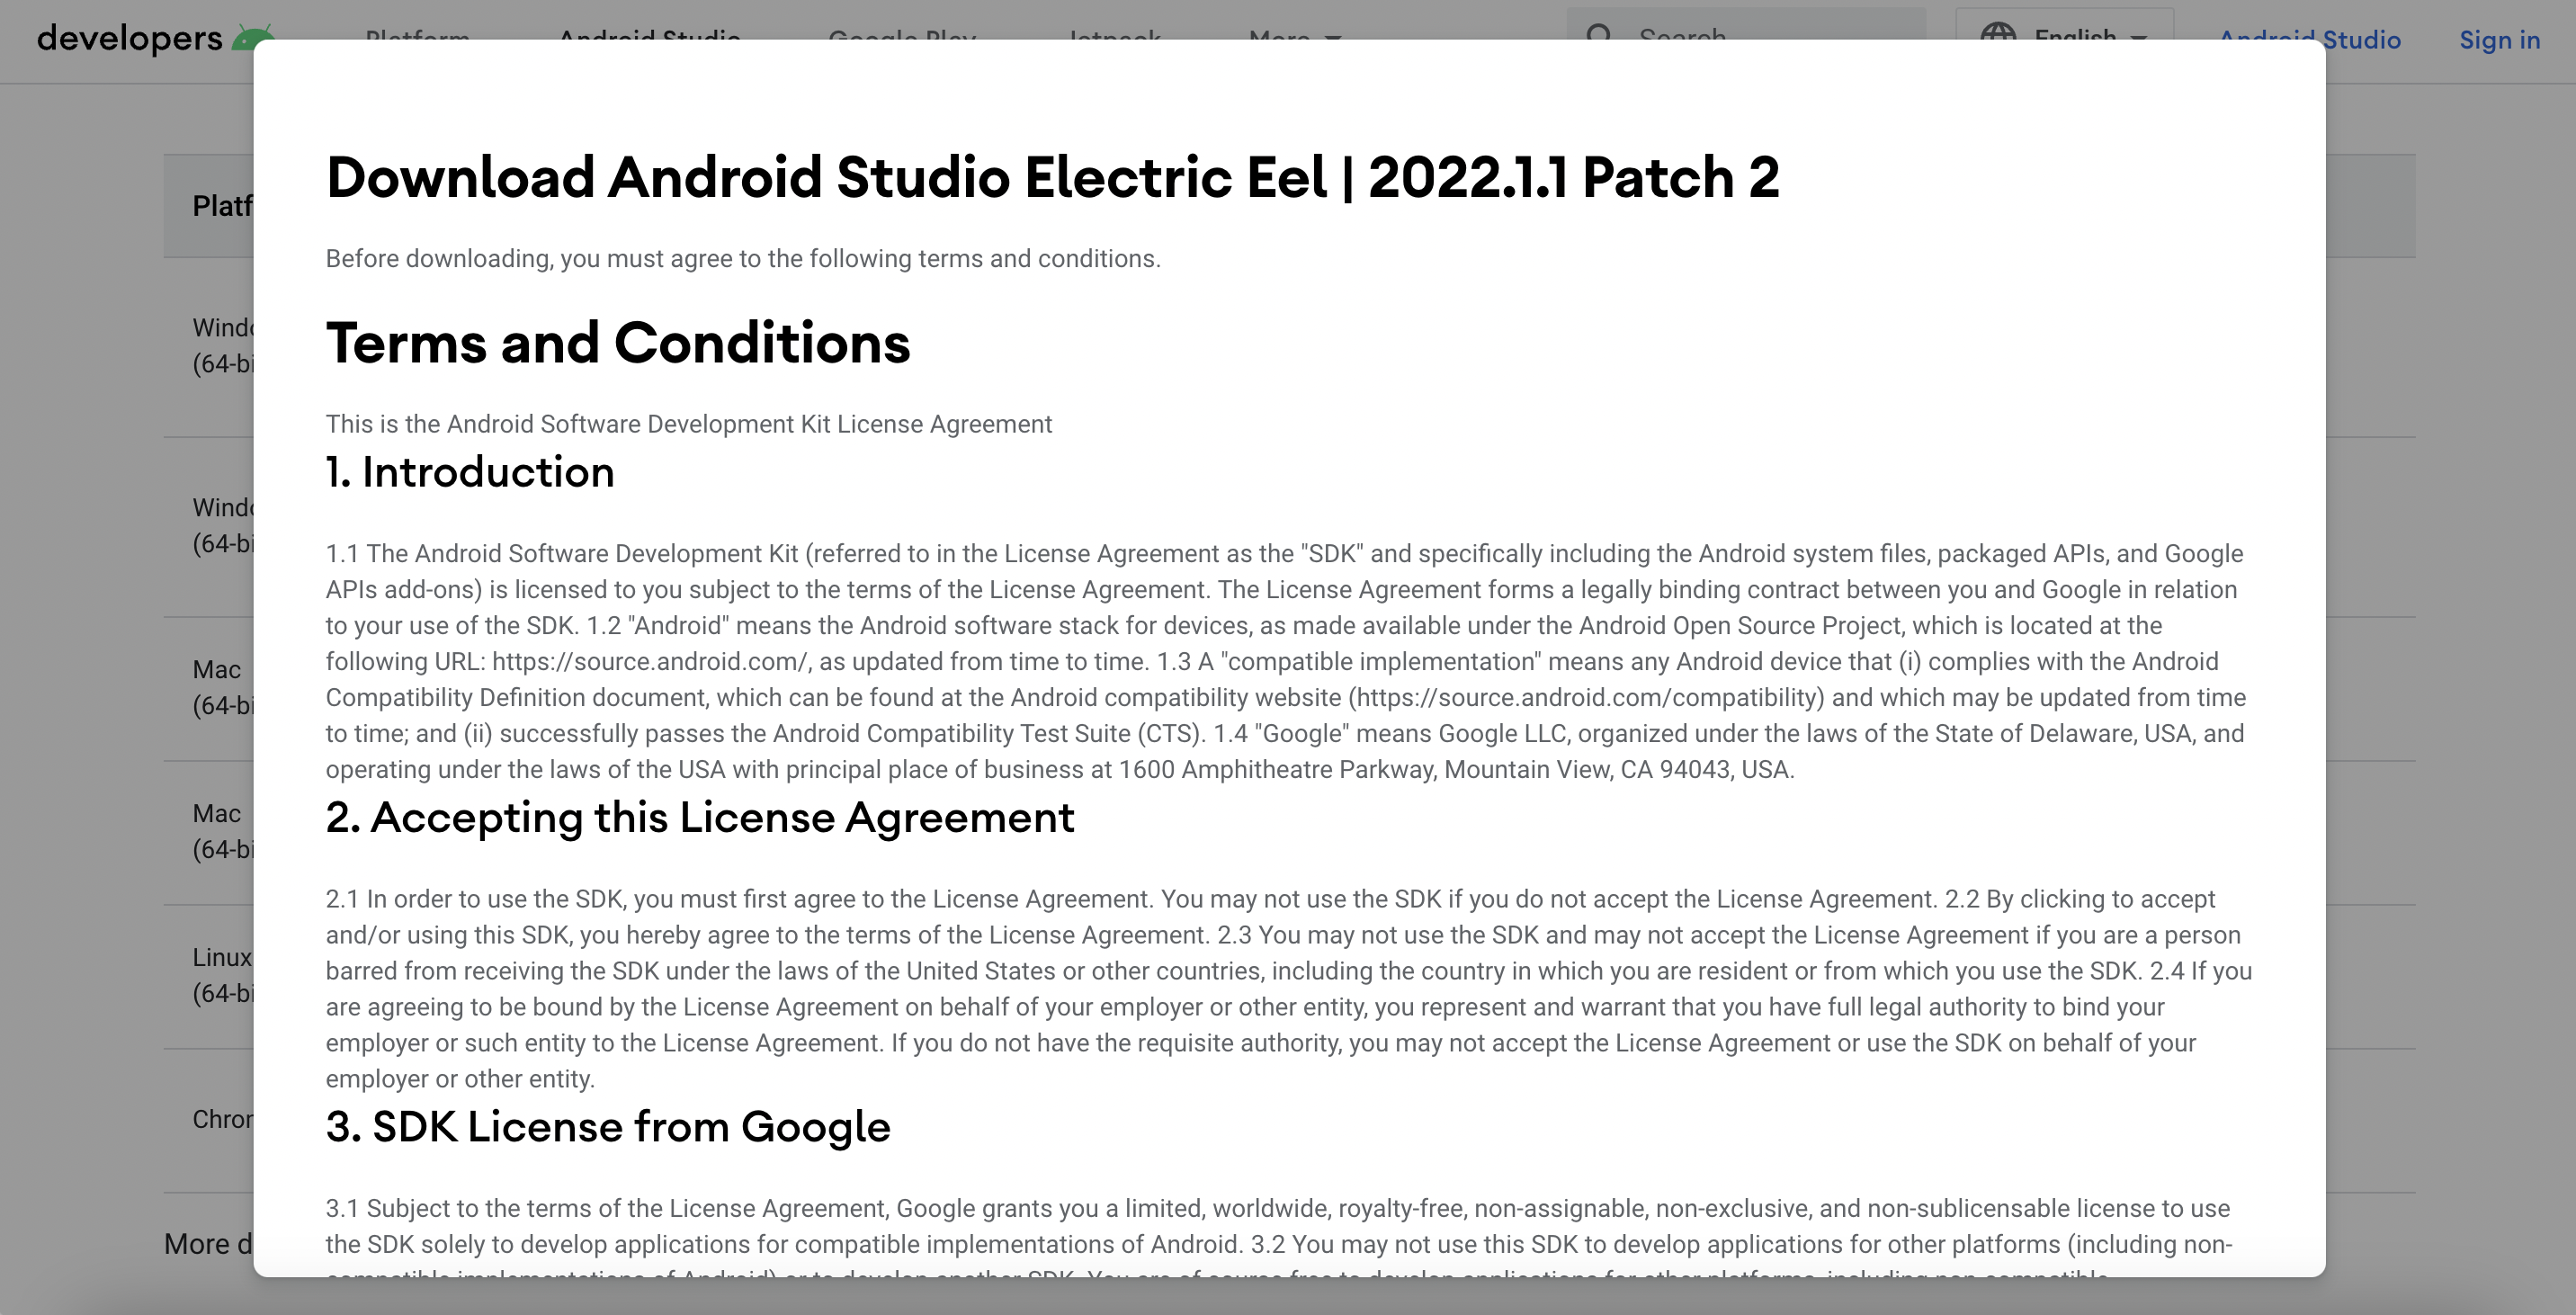 developers Platform Android Studio Google Play Jetpack More Search English Android Studio Sign in
Download Android Studio Electric Eel | 2022.1.1 Patch 2
Platf
Before downloading, you must agree to the following terms and conditions.
Windo
(64-bi
Terms and Conditions
This is the Android Software Development Kit License Agreement
1. Introduction
Windo
(64-bi
1.1 The Android Software Development Kit (referred to in the License Agreement as the "SDK" and specifically including the Android system files, packaged APIs, and Google
APIs add-ons) is licensed to you subject to the terms of the License Agreement. The License Agreement forms a legally binding contract between you and Google in relation
to your use of the SDK. 1.2 "Android" means the Android software stack for devices, as made available under the Android Open Source Project, which is located at the
following URL: https://source.android.com/, as updated from time to time. 1.3 A "compatible implementation" means any Android device that (i) complies with the Android
Compatibility Definition document, which can be found at the Android compatibility website (https://source.android.com/compatibility) and which may be updated from time
to time; and (ii) successfully passes the Android Compatibility Test Suite (CTS). 1.4 "Google" means Google LLC, organized under the laws of the State of Delaware, USA, and
operating under the laws of the USA with principal place of business at 1600 Amphitheatre Parkway, Mountain View, CA 94043, USA.
Mac
(64-bi
2. Accepting this License Agreement
Mac
(64-bi
2.1 In order to use the SDK, you must first agree to the License Agreement. You may not use the SDK if you do not accept the License Agreement. 2.2 By clicking to accept
and/or using this SDK, you hereby agree to the terms of the License Agreement. 2.3 You may not use the SDK and may not accept the License Agreement if you are a person
barred from receiving the SDK under the laws of the United States or other countries, including the country in which you are resident or from which you use the SDK. 2.4 If you
are agreeing to be bound by the License Agreement on behalf of your employer or other entity, you represent and warrant that you have full legal authority to bind your
employer or such entity to the License Agreement. If you do not have the requisite authority, you may not accept the License Agreement or use the SDK on behalf of your
employer or other entity.
Linux
(64-bi
3. SDK License from Google
Chror
3.1 Subject to the terms of the License Agreement, Google grants you a limited, worldwide, royalty-free, non-assignable, non-exclusive, and non-sublicensable license to use
the SDK solely to develop applications for compatible implementations of Android. 3.2 You may not use this SDK to develop applications for other platforms (including non-
compatible implementations of Android) or to develop another SDK. You are of course free to develop applications for other platforms, including non-compatible
More d